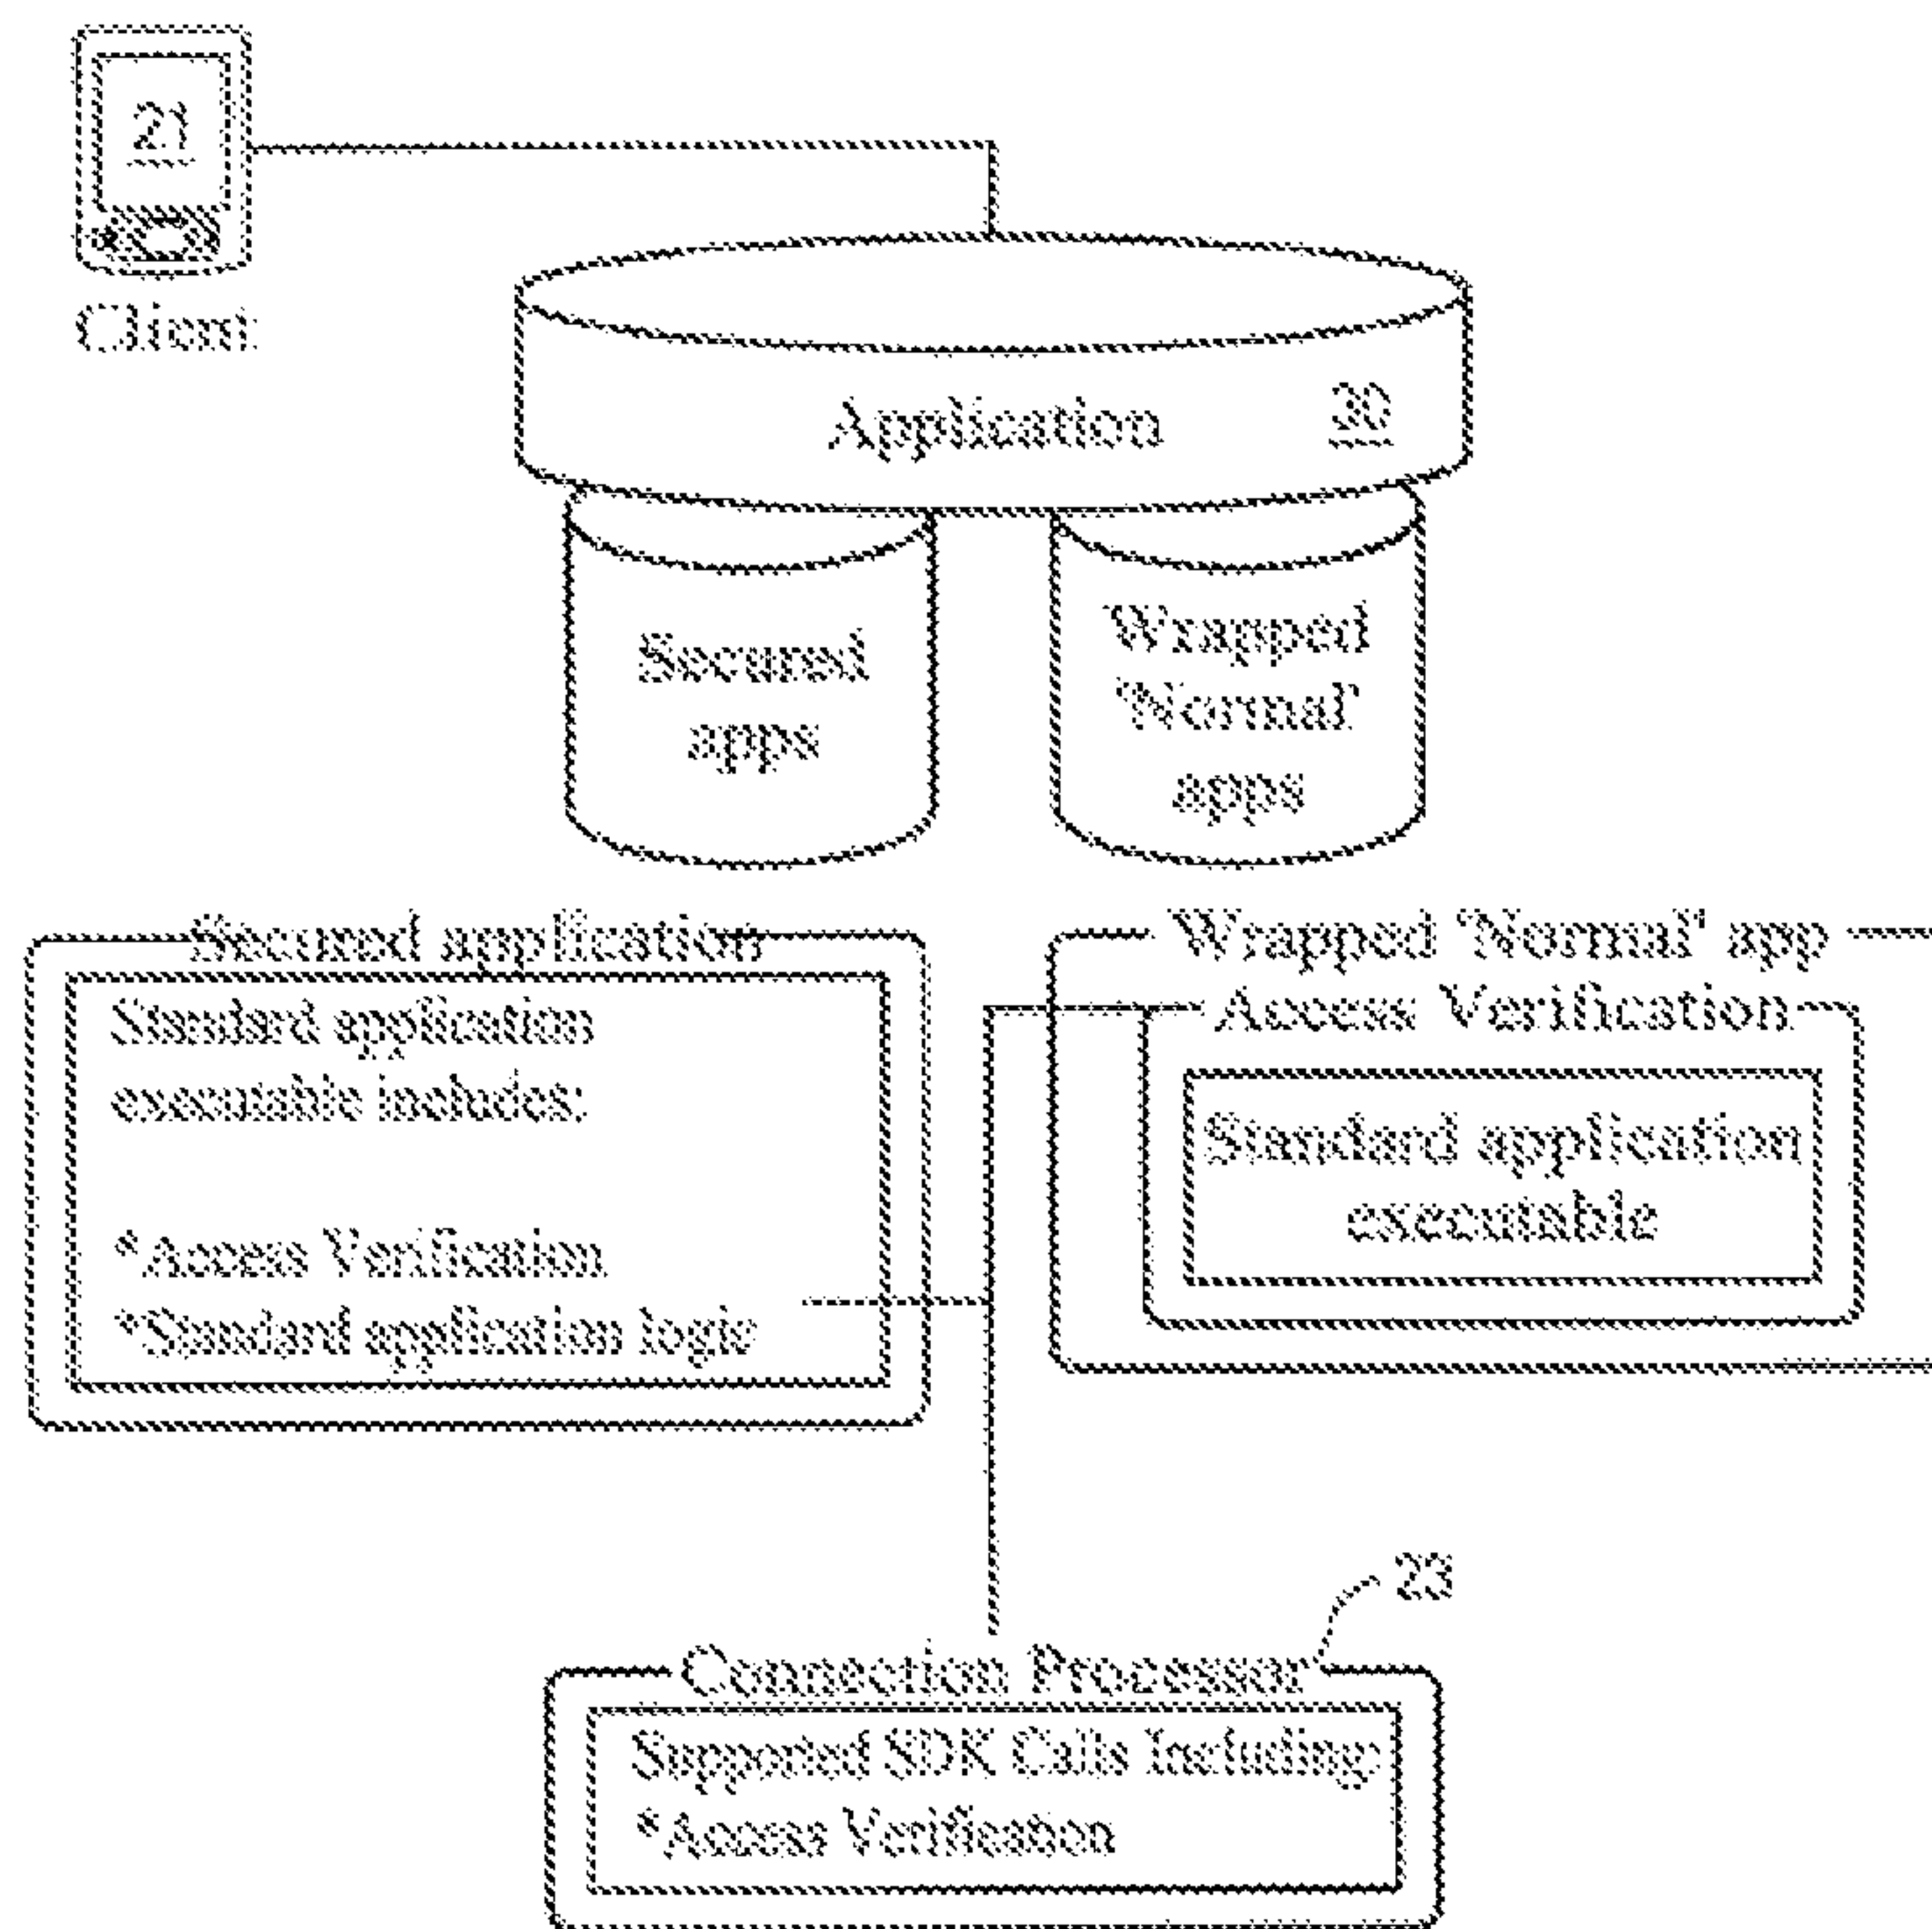 21
Client
Application 30
Secured
apps
Wrapped
'Normal'
apps
Secured application
Standard application
executable includes:
*Access Verification
*Standard application logic
Wrapped 'Normal' app
Access Verification
Standard application
executable
23
Connection Processor
Supported SDK Calls Including
*Access Verification